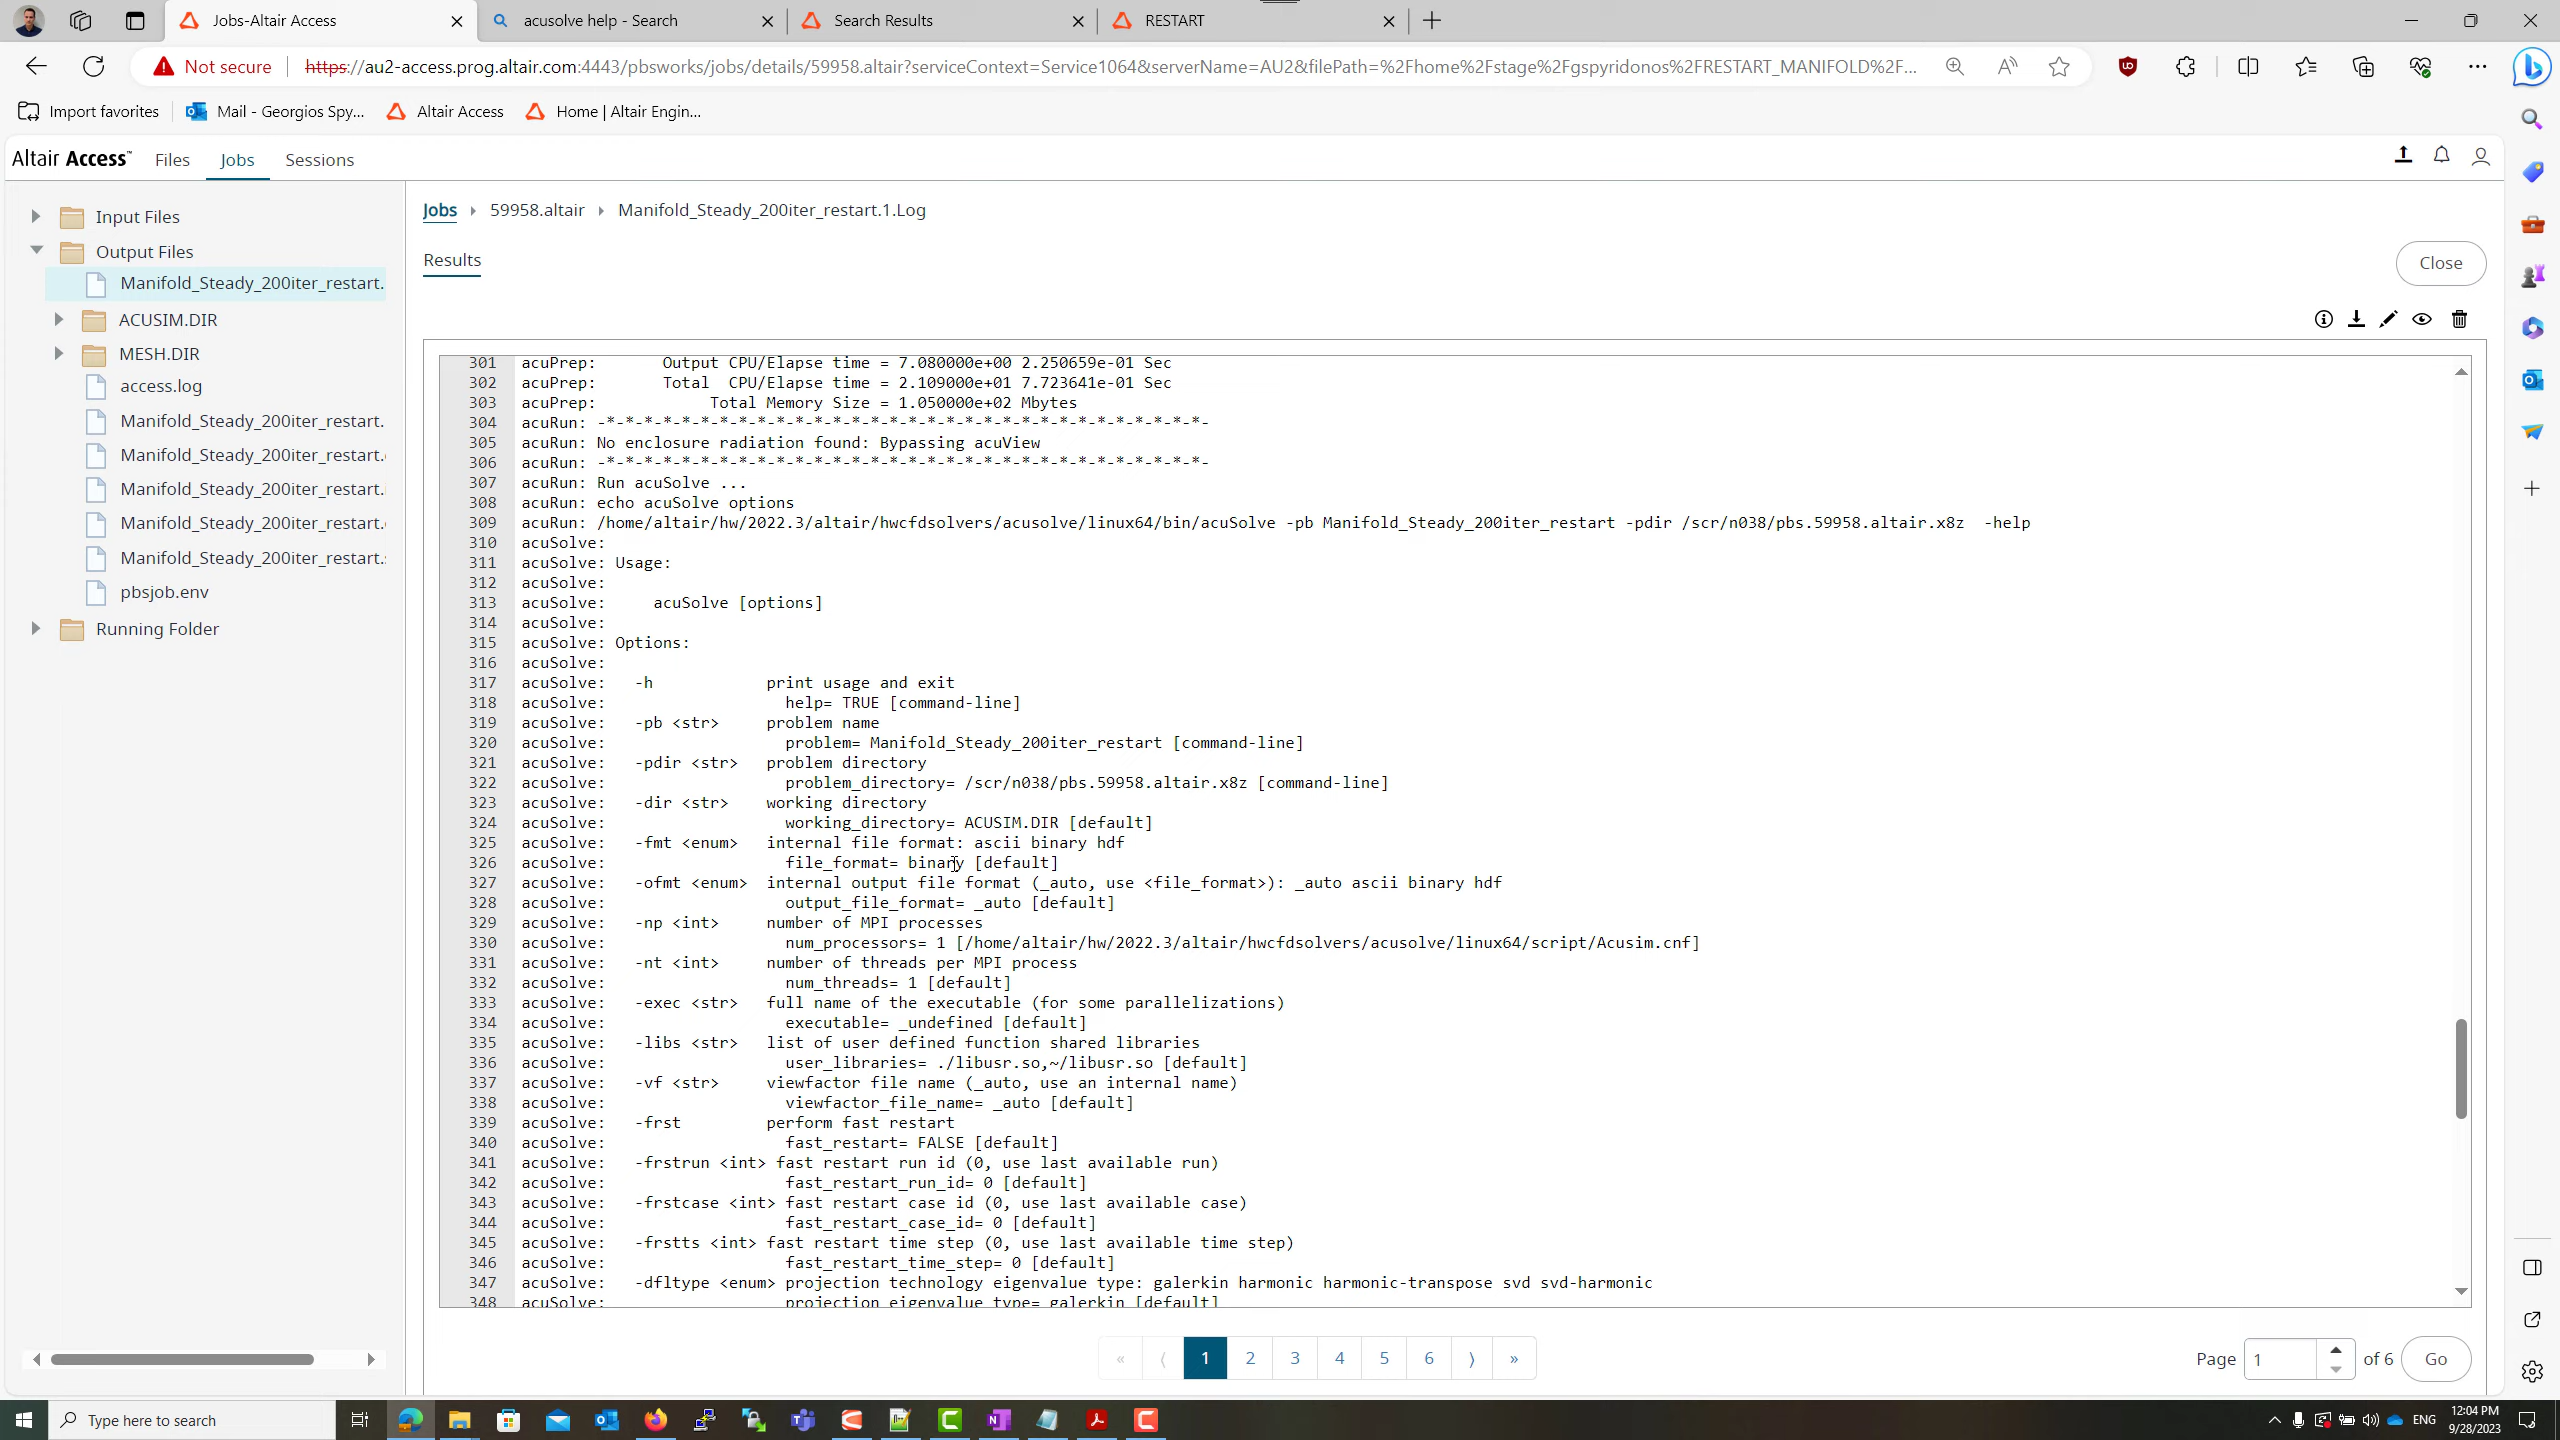 Jobs-Altair Access
acusolve help - Search
Search Results
RESTART
Not secure
https://au2-access.prog.altair.com:4443/pbsworks/jobs/details/59958.altair?serviceContext=Service1064&serverName=AU2&filePath=%2Fhome%2Fstage%2Fgspyridonos%2FRESTART_MANIFOLD%2F...
Import favorites
Mail - Georgios Spy...
Altair Access
Home | Altair Engin...
Altair Access™
Files
Jobs
Sessions
Input Files
Output Files
Manifold_Steady_200iter_restart.
ACUSIM.DIR
MESH.DIR
access.log
Manifold_Steady_200iter_restart.
Manifold_Steady_200iter_restart.
Manifold_Steady_200iter_restart.
Manifold_Steady_200iter_restart.
Manifold_Steady_200iter_restart.
pbsjob.env
Running Folder
Jobs
59958.altair
Manifold_Steady_200iter_restart.1.Log
Results
Close
301 acuPrep: Output CPU/Elapse time = 7.080000e+00 2.250659e-01 Sec
302 acuPrep: Total CPU/Elapse time = 2.109000e+01 7.723641e-01 Sec
303 acuPrep: Total Memory Size = 1.050000e+02 Mbytes
304 acuRun: -*-*-*-*-*-*-*-*-*-*-*-*-*-*-*-*-*-*-*-*-*-*-*-*-*-*-*-*-*-*-*-*-
305 acuRun: No enclosure radiation found: Bypassing acuView
306 acuRun: -*-*-*-*-*-*-*-*-*-*-*-*-*-*-*-*-*-*-*-*-*-*-*-*-*-*-*-*-*-*-*-*-
307 acuRun: Run acuSolve ...
308 acuRun: echo acuSolve options
309 acuRun: /home/altair/hw/2022.3/altair/hwcfdsolvers/acusolve/linux64/bin/acuSolve -pb Manifold_Steady_200iter_restart -pdir /scr/n038/pbs.59958.altair.x8z -help
310 acuSolve:
311 acuSolve: Usage:
312 acuSolve:
313 acuSolve: acuSolve [options]
314 acuSolve:
315 acuSolve: Options:
316 acuSolve:
317 acuSolve: -h print usage and exit
318 acuSolve: help= TRUE [command-line]
319 acuSolve: -pb <str> problem name
320 acuSolve: problem= Manifold_Steady_200iter_restart [command-line]
321 acuSolve: -pdir <str> problem directory
322 acuSolve: problem_directory= /scr/n038/pbs.59958.altair.x8z [command-line]
323 acuSolve: -dir <str> working directory
324 acuSolve: working_directory= ACUSIM.DIR [default]
325 acuSolve: -fmt <enum> internal file format: ascii binary hdf
326 acuSolve: file_format= binary [default]
327 acuSolve: -ofmt <enum> internal output file format (_auto, use <file_format>): _auto ascii binary hdf
328 acuSolve: output_file_format= _auto [default]
329 acuSolve: -np <int> number of MPI processes
330 acuSolve: num_processors= 1 [/home/altair/hw/2022.3/altair/hwcfdsolvers/acusolve/linux64/script/Acusim.cnf]
331 acuSolve: -nt <int> number of threads per MPI process
332 acuSolve: num_threads= 1 [default]
333 acuSolve: -exec <str> full name of the executable (for some parallelizations)
334 acuSolve: executable= _undefined [default]
335 acuSolve: -libs <str> list of user defined function shared libraries
336 acuSolve: user_libraries= ./libusr.so,~/libusr.so [default]
337 acuSolve: -vf <str> viewfactor file name (_auto, use an internal name)
338 acuSolve: viewfactor_file_name= _auto [default]
339 acuSolve: -frst perform fast restart
340 acuSolve: fast_restart= FALSE [default]
341 acuSolve: -frstrun <int> fast restart run id (0, use last available run)
342 acuSolve: fast_restart_run_id= 0 [default]
343 acuSolve: -frstcase <int> fast restart case id (0, use last available case)
344 acuSolve: fast_restart_case_id= 0 [default]
345 acuSolve: -frstts <int> fast restart time step (0, use last available time step)
346 acuSolve: fast_restart_time_step= 0 [default]
347 acuSolve: -dfltype <enum> projection technology eigenvalue type: galerkin harmonic harmonic-transpose svd svd-harmonic
348 acuSolve: projection eigenvalue type= galerkin [default]
« ⟨ 1 2 3 4 5 6 ⟩ »
Page 1 of 6 Go
Type here to search
ENG
12:04 PM
9/28/2023